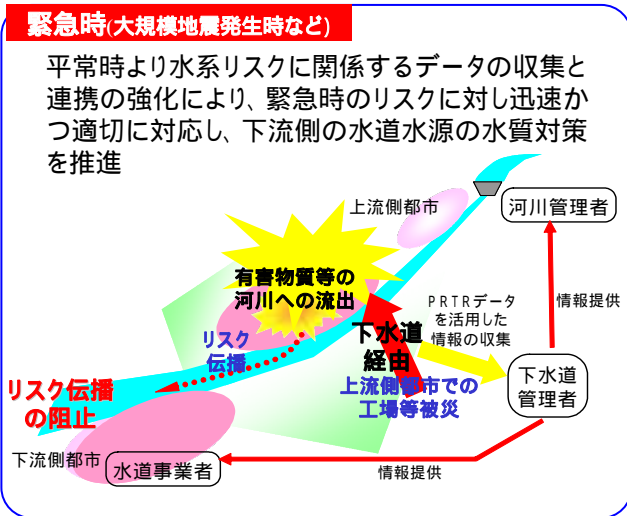 緊急時(大規模地震発生時など)
平常時より水系リスクに関係するデータの収集と
連携の強化により、緊急時のリスクに対し迅速か
つ適切に対応し、下流側の水道水源の水質対策
を推進
上流側都市
河川管理者
有害物質等の
河川への流出
PRTRデータ
を活用した
情報の収集
情報提供
リスク
伝播
下水道
経由
上流側都市での
工場等被災
下水道
管理者
リスク伝播
の阻止
下流側都市
水道事業者
情報提供